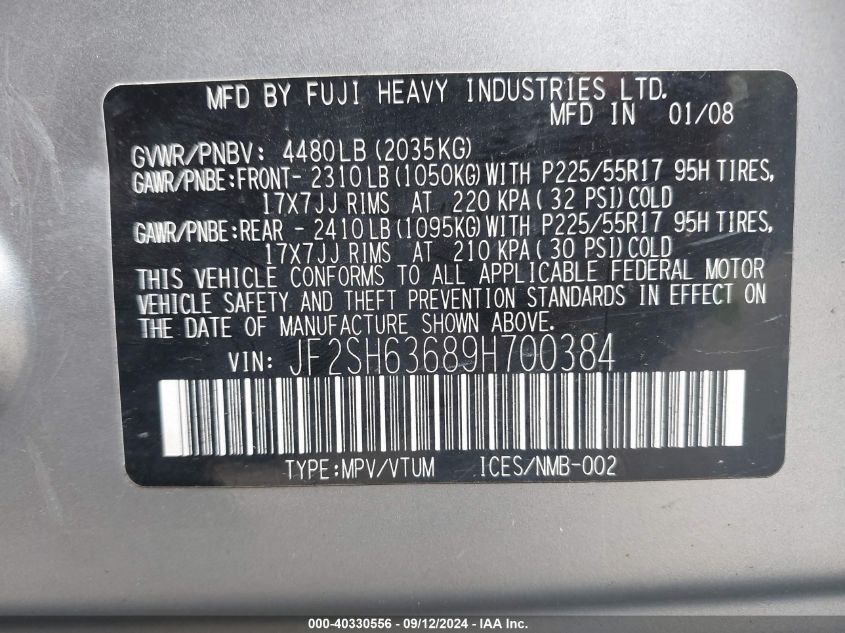 MFD BY FUJI HEAVY INDUSTRIES LTD.
MFD IN 01/08
GVWR/PNBV: 4480LB (2035KG)
GAWR/PNBE:FRONT- 2310LB(1050KG)WITH P225/55R17 95H TIRES,
17X7JJ RIMS AT 220 KPA( 32 PSI)COLD
GAWR/PNBE:REAR - 2410LB(1095KG)WITH P225/55R17 95H TIRES,
17X7JJ RIMS AT 210 KPA( 30 PSI)COLD
THIS VEHICLE CONFORMS TO ALL APPLICABLE FEDERAL MOTOR
VEHICLE SAFETY AND THEFT PREVENTION STANDARDS IN EFFECT ON
THE DATE OF MANUFACTURE SHOWN ABOVE.
VIN: JF2SH63689H700384
TYPE:MPV/VTUM ICES/NMB-002
000-40330556 - 09/12/2024 - IAA Inc.